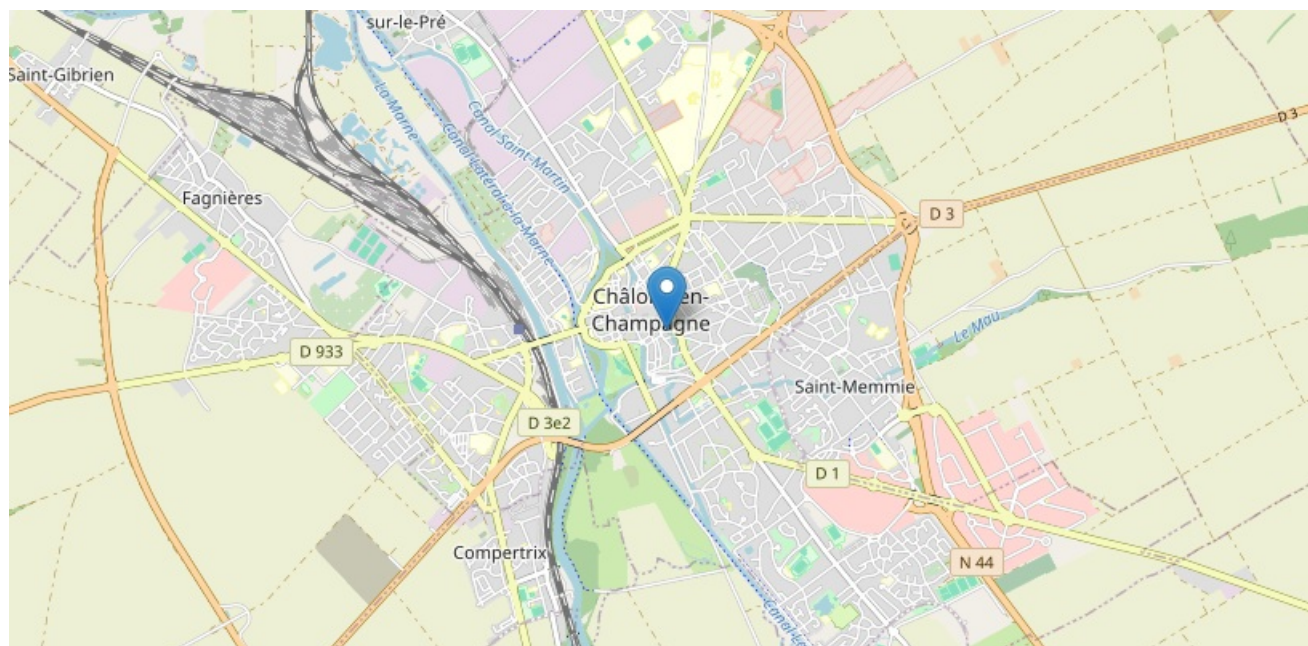 sur-le-Pré
Saint-Gibrien
La Marne
Canal Saint-Martin
Canal Latéral à la Marne
D 3
Fagnières
D 3
Champagne
Le Mau
D 933
Saint-Memmie
D 3e2
D 1
Compertrix
N 44